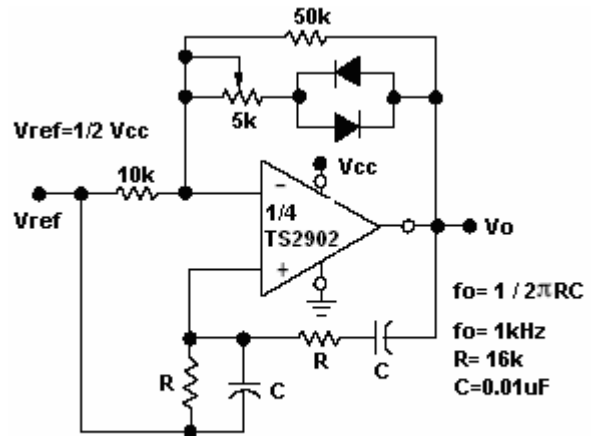 50k
5k
Vref=1/2 Vcc
10k
Vcc
Vref
−
1/4
TS2902
+
Vo
fo= 1 / 2πRC
R
C
fo= 1kHz
R= 16k
C=0.01uF
R
C